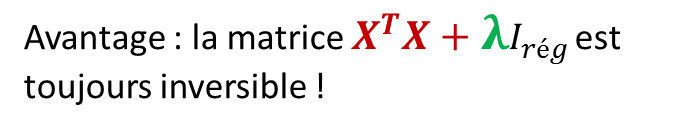 Avantage : la matrice XᵀX + λI_rég est
toujours inversible !